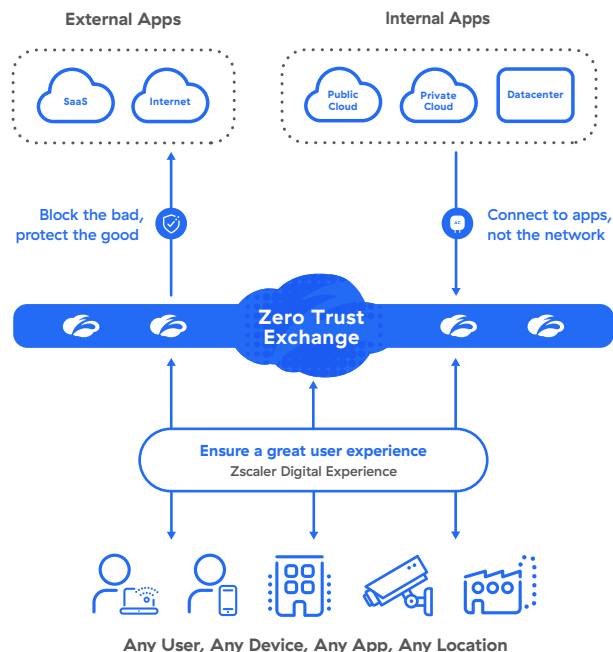 External Apps
Internal Apps
SaaS
Internet
Public
Cloud
Private
Cloud
Datacenter
Block the bad,
protect the good
AC
Connect to apps,
not the network
Zero Trust
Exchange
Ensure a great user experience
Zscaler Digital Experience
Any User, Any Device, Any App, Any Location